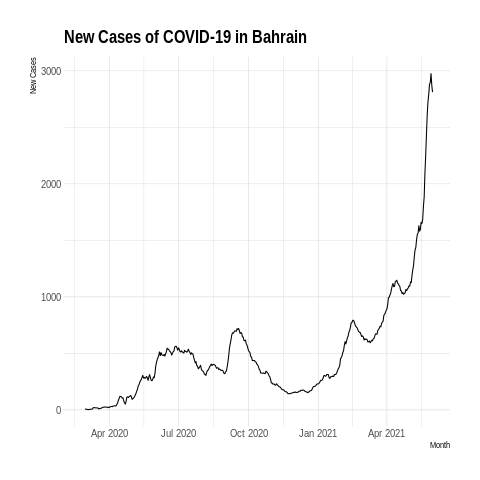 New Cases of COVID-19 in Bahrain
New Cases
3000
2000
1000
0
Apr 2020 Jul 2020 Oct 2020 Jan 2021 Apr 2021
Month